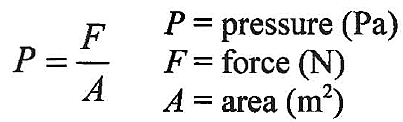 P = F/A
P = pressure (Pa)
F = force (N)
A = area (m²)